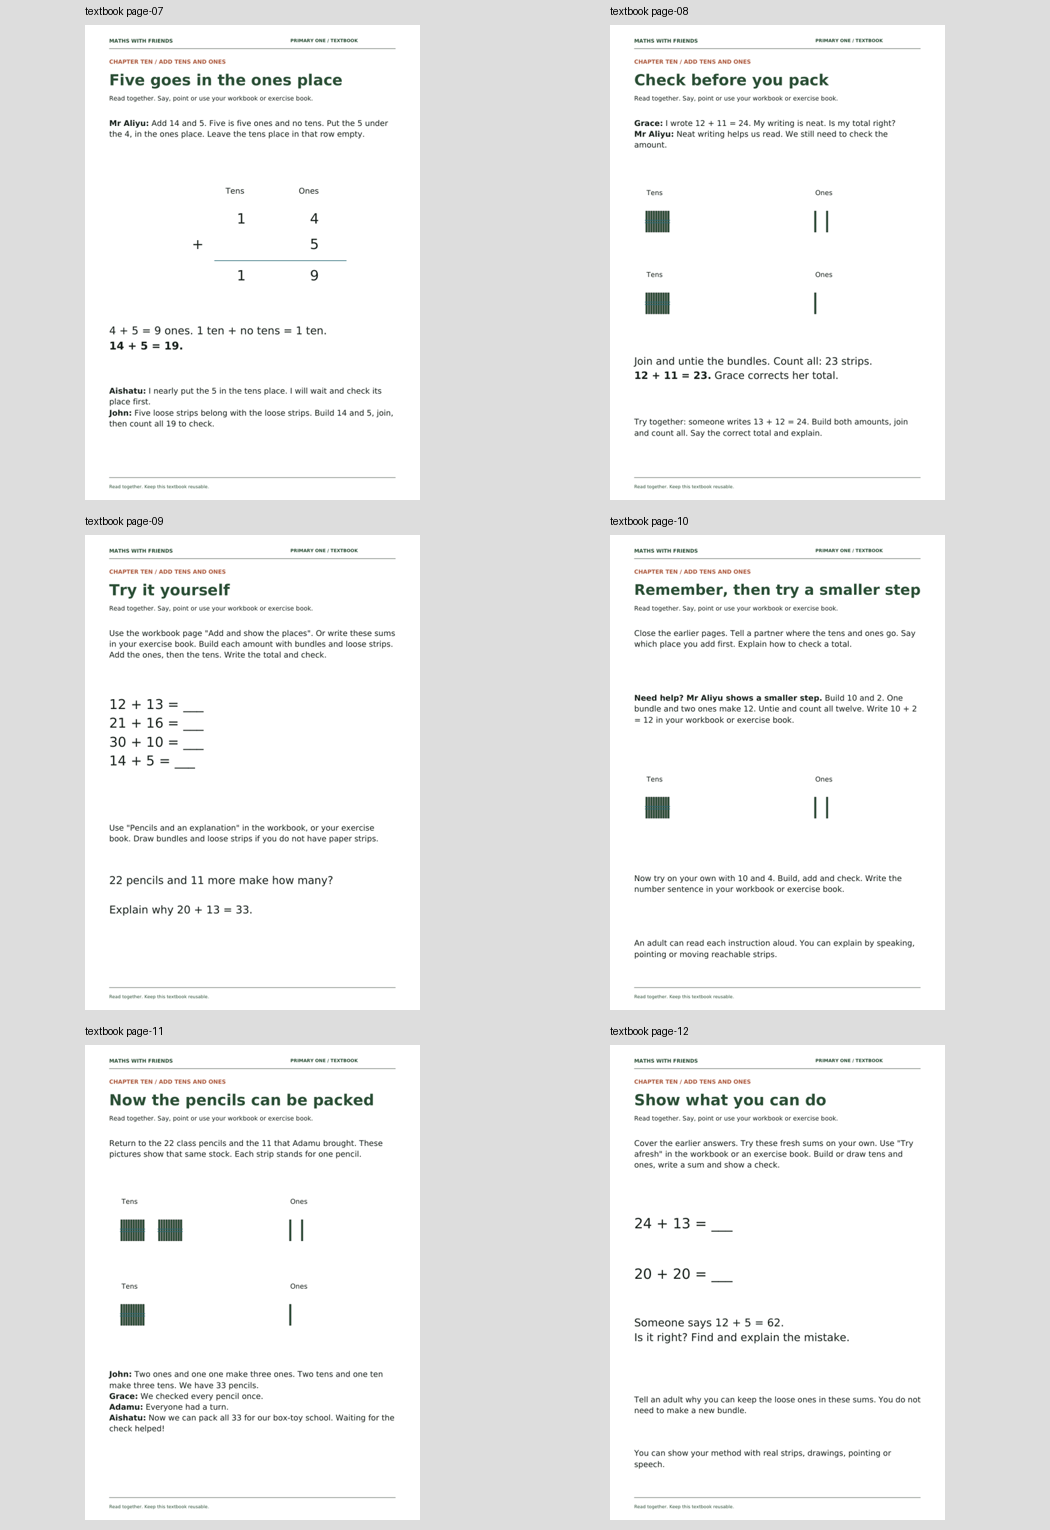 textbook page-07
MATHS WITH FRIENDS PRIMARY ONE / TEXTBOOK
CHAPTER TEN / ADD TENS AND ONES
Five goes in the ones place
Read together. Say, point or use your workbook or exercise book.
Mr Aliyu: Add 14 and 5. Five is five ones and no tens. Put the 5 under
the 4, in the ones place. Leave the tens place in that row empty.
Tens Ones
1 4
+ 5
1 9
4 + 5 = 9 ones. 1 ten + no tens = 1 ten.
14 + 5 = 19.
Aishatu: I nearly put the 5 in the tens place. I will wait and check its
place first.
John: Five loose strips belong with the loose strips. Build 14 and 5, join,
then count all 19 to check.
Read together. Keep this textbook reusable.
textbook page-08
MATHS WITH FRIENDS PRIMARY ONE / TEXTBOOK
CHAPTER TEN / ADD TENS AND ONES
Check before you pack
Read together. Say, point or use your workbook or exercise book.
Grace: I wrote 12 + 11 = 24. My writing is neat. Is my total right?
Mr Aliyu: Neat writing helps us read. We still need to check the
amount.
Tens Ones
Tens Ones
Join and untie the bundles. Count all: 23 strips.
12 + 11 = 23. Grace corrects her total.
Try together: someone writes 13 + 12 = 24. Build both amounts, join
and count all. Say the correct total and explain.
Read together. Keep this textbook reusable.
textbook page-09
MATHS WITH FRIENDS PRIMARY ONE / TEXTBOOK
CHAPTER TEN / ADD TENS AND ONES
Try it yourself
Read together. Say, point or use your workbook or exercise book.
Use the workbook page "Add and show the places". Or write these sums
in your exercise book. Build each amount with bundles and loose strips.
Add the ones, then the tens. Write the total and check.
12 + 13 = ___
21 + 16 = ___
30 + 10 = ___
14 + 5 = ___
Use "Pencils and an explanation" in the workbook, or your exercise
book. Draw bundles and loose strips if you do not have paper strips.
22 pencils and 11 more make how many?
Explain why 20 + 13 = 33.
Read together. Keep this textbook reusable.
textbook page-10
MATHS WITH FRIENDS PRIMARY ONE / TEXTBOOK
CHAPTER TEN / ADD TENS AND ONES
Remember, then try a smaller step
Read together. Say, point or use your workbook or exercise book.
Close the earlier pages. Tell a partner where the tens and ones go. Say
which place you add first. Explain how to check a total.
Need help? Mr Aliyu shows a smaller step. Build 10 and 2. One
bundle and two ones make 12. Untie and count all twelve. Write 10 + 2
= 12 in your workbook or exercise book.
Tens Ones
Now try on your own with 10 and 4. Build, add and check. Write the
number sentence in your workbook or exercise book.
An adult can read each instruction aloud. You can explain by speaking,
pointing or moving reachable strips.
Read together. Keep this textbook reusable.
textbook page-11
MATHS WITH FRIENDS PRIMARY ONE / TEXTBOOK
CHAPTER TEN / ADD TENS AND ONES
Now the pencils can be packed
Read together. Say, point or use your workbook or exercise book.
Return to the 22 class pencils and the 11 that Adamu brought. These
pictures show that same stock. Each strip stands for one pencil.
Tens Ones
Tens Ones
John: Two ones and one one make three ones. Two tens and one ten
make three tens. We have 33 pencils.
Grace: We checked every pencil once.
Adamu: Everyone had a turn.
Aishatu: Now we can pack all 33 for our box-toy school. Waiting for the
check helped!
Read together. Keep this textbook reusable.
textbook page-12
MATHS WITH FRIENDS PRIMARY ONE / TEXTBOOK
CHAPTER TEN / ADD TENS AND ONES
Show what you can do
Read together. Say, point or use your workbook or exercise book.
Cover the earlier answers. Try these fresh sums on your own. Use "Try
afresh" in the workbook or an exercise book. Build or draw tens and
ones, write a sum and show a check.
24 + 13 = ___
20 + 20 = ___
Someone says 12 + 5 = 62.
Is it right? Find and explain the mistake.
Tell an adult why you can keep the loose ones in these sums. You do not
need to make a new bundle.
You can show your method with real strips, drawings, pointing or
speech.
Read together. Keep this textbook reusable.